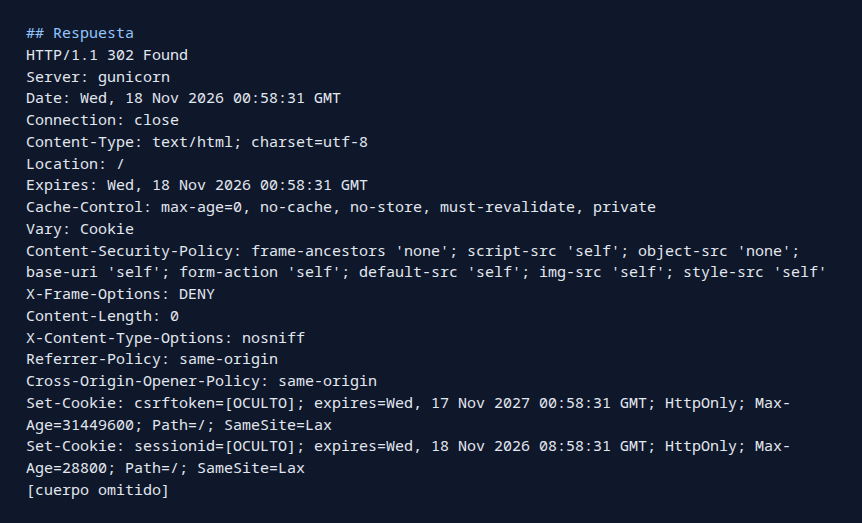 ## Respuesta
HTTP/1.1 302 Found
Server: gunicorn
Date: Wed, 18 Nov 2026 00:58:31 GMT
Connection: close
Content-Type: text/html; charset=utf-8
Location: /
Expires: Wed, 18 Nov 2026 00:58:31 GMT
Cache-Control: max-age=0, no-cache, no-store, must-revalidate, private
Vary: Cookie
Content-Security-Policy: frame-ancestors 'none'; script-src 'self'; object-src 'none';
base-uri 'self'; form-action 'self'; default-src 'self'; img-src 'self'; style-src 'self'
X-Frame-Options: DENY
Content-Length: 0
X-Content-Type-Options: nosniff
Referrer-Policy: same-origin
Cross-Origin-Opener-Policy: same-origin
Set-Cookie: csrftoken=[OCULTO]; expires=Wed, 17 Nov 2027 00:58:31 GMT; HttpOnly; Max-
Age=31449600; Path=/; SameSite=Lax
Set-Cookie: sessionid=[OCULTO]; expires=Wed, 18 Nov 2026 08:58:31 GMT; HttpOnly; Max-
Age=28800; Path=/; SameSite=Lax
[cuerpo omitido]